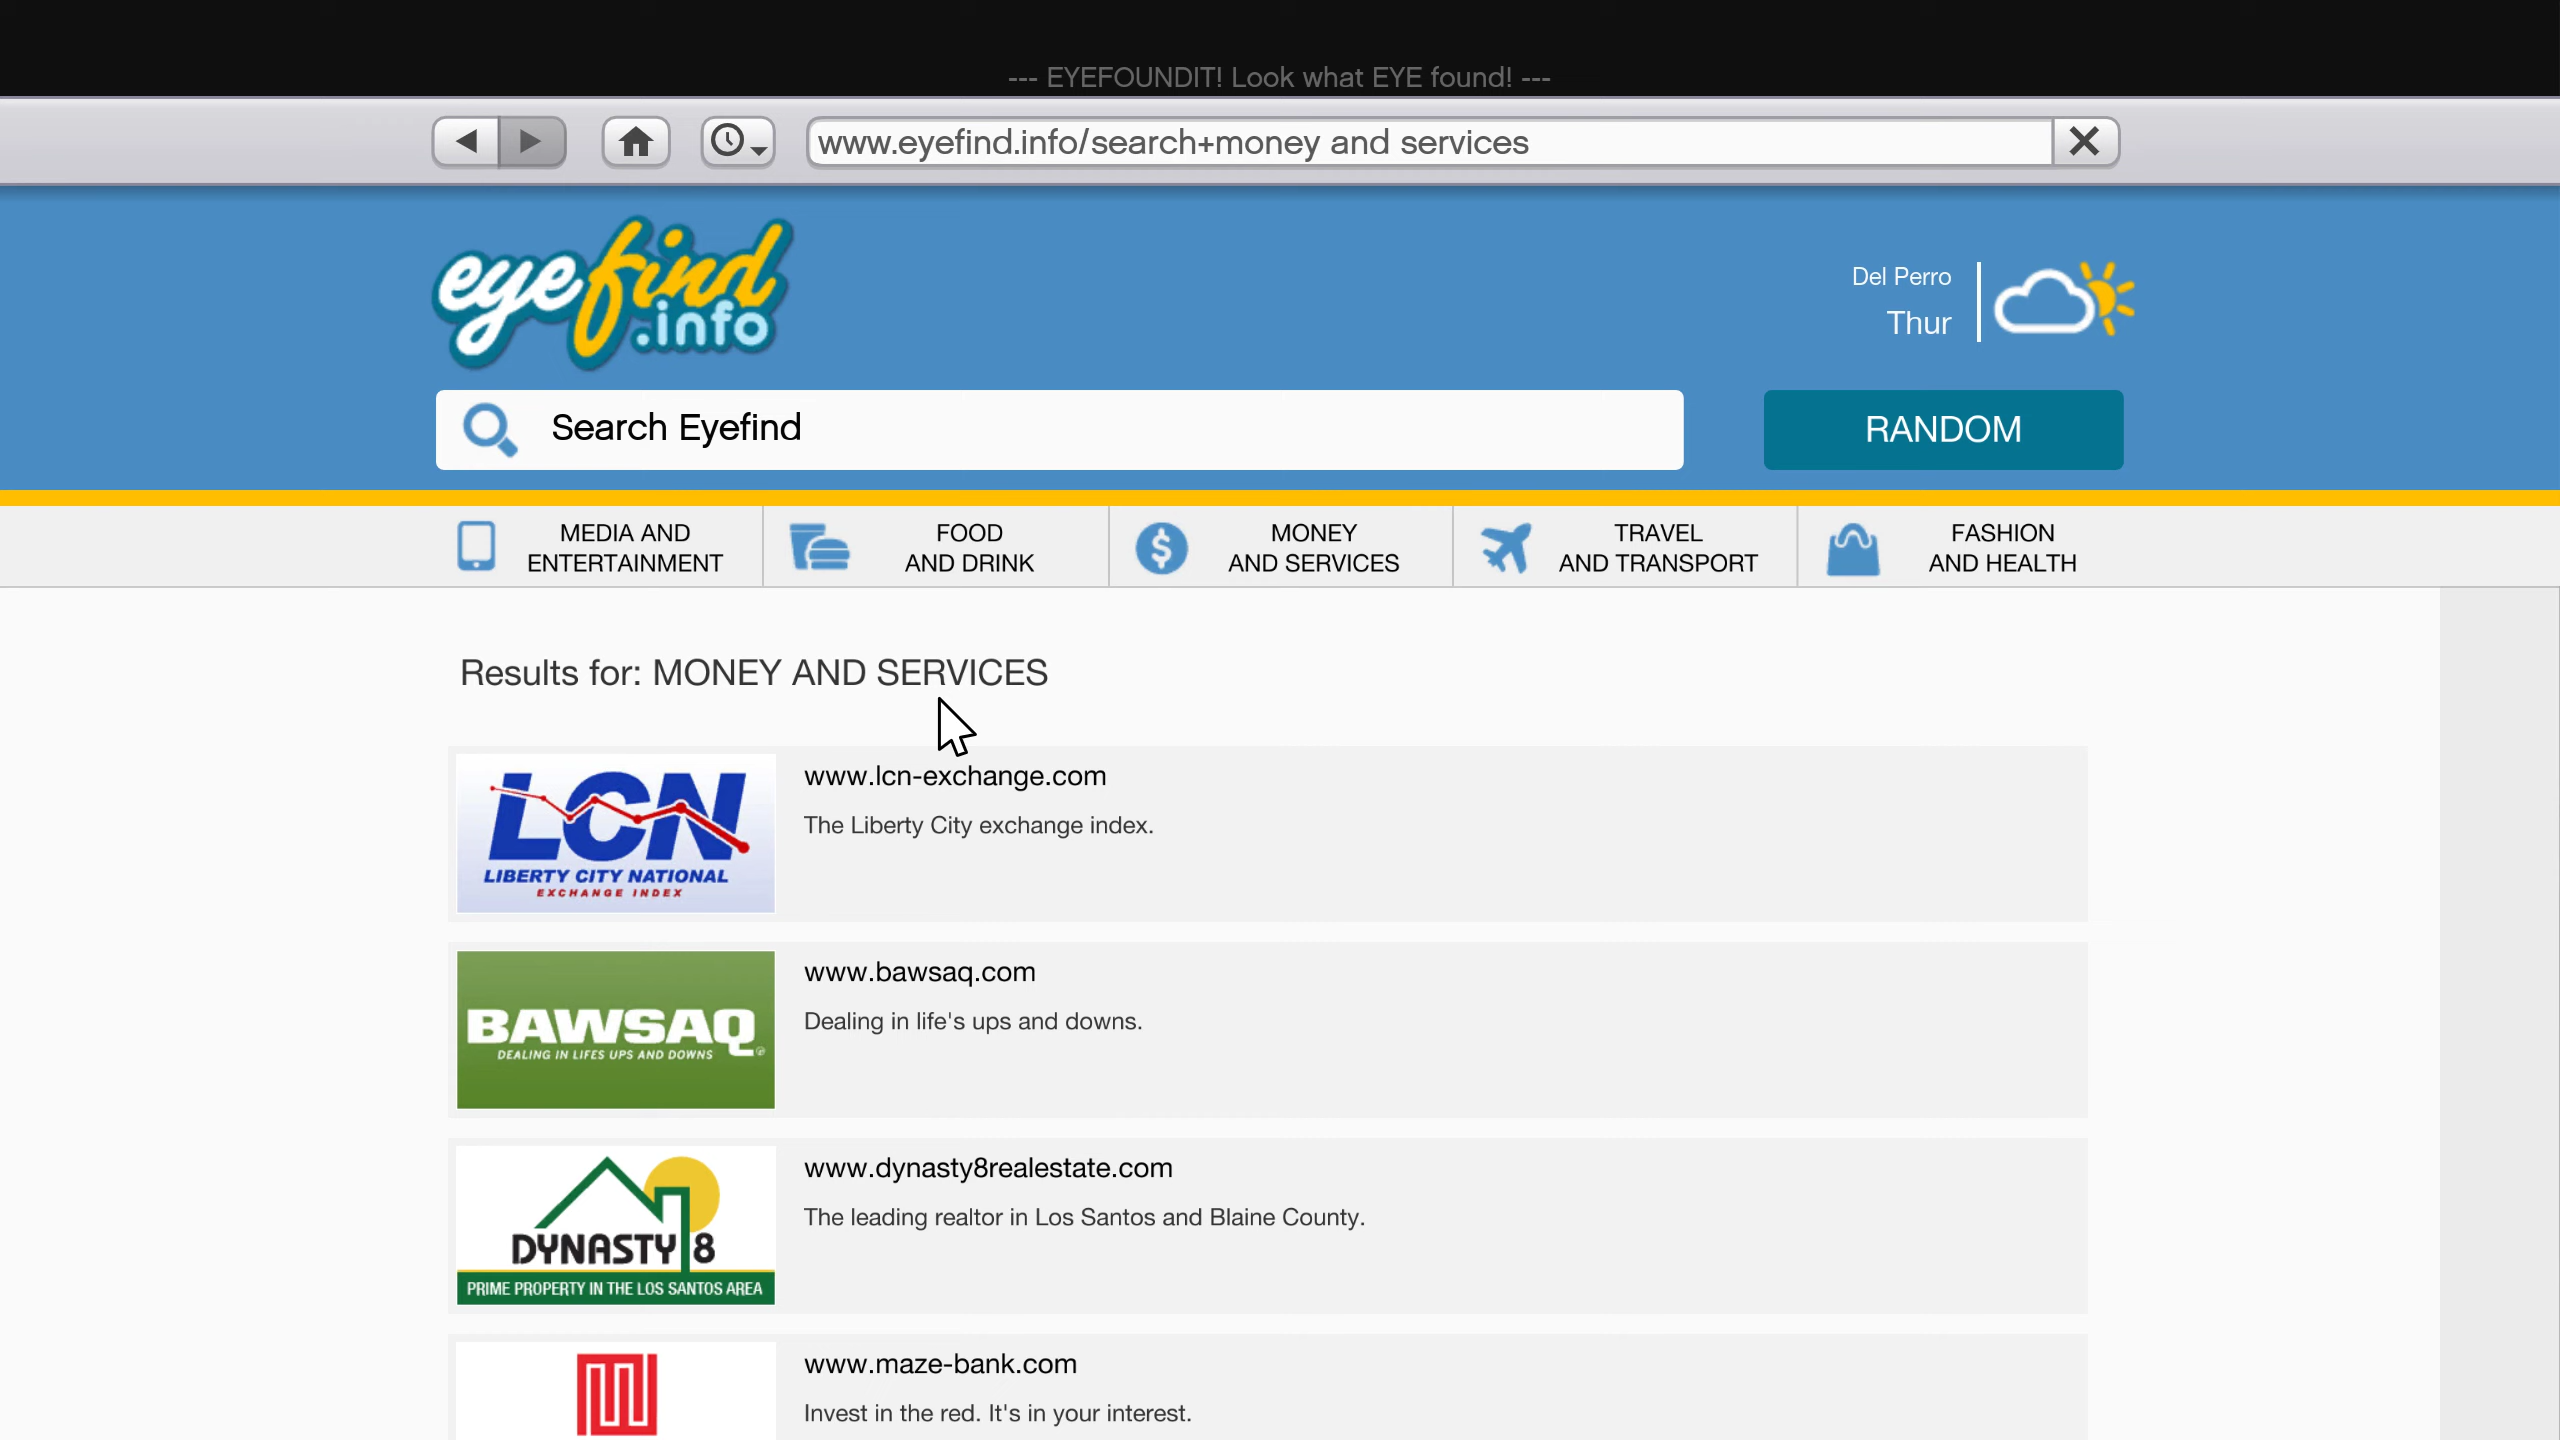 --- EYEFOUNDIT! Look what EYE found! ---
www.eyefind.info/search+money and services
eyefind
.info
Del Perro
Thur
Search Eyefind
RANDOM
MEDIA AND
ENTERTAINMENT
FOOD
AND DRINK
MONEY
AND SERVICES
TRAVEL
AND TRANSPORT
FASHION
AND HEALTH
Results for: MONEY AND SERVICES
LCN
LIBERTY CITY NATIONAL
EXCHANGE INDEX
www.lcn-exchange.com
The Liberty City exchange index.
BAWSAQ
DEALING IN LIFES UPS AND DOWNS
www.bawsaq.com
Dealing in life's ups and downs.
DYNASTY 8
PRIME PROPERTY IN THE LOS SANTOS AREA
www.dynasty8realestate.com
The leading realtor in Los Santos and Blaine County.
www.maze-bank.com
Invest in the red. It's in your interest.